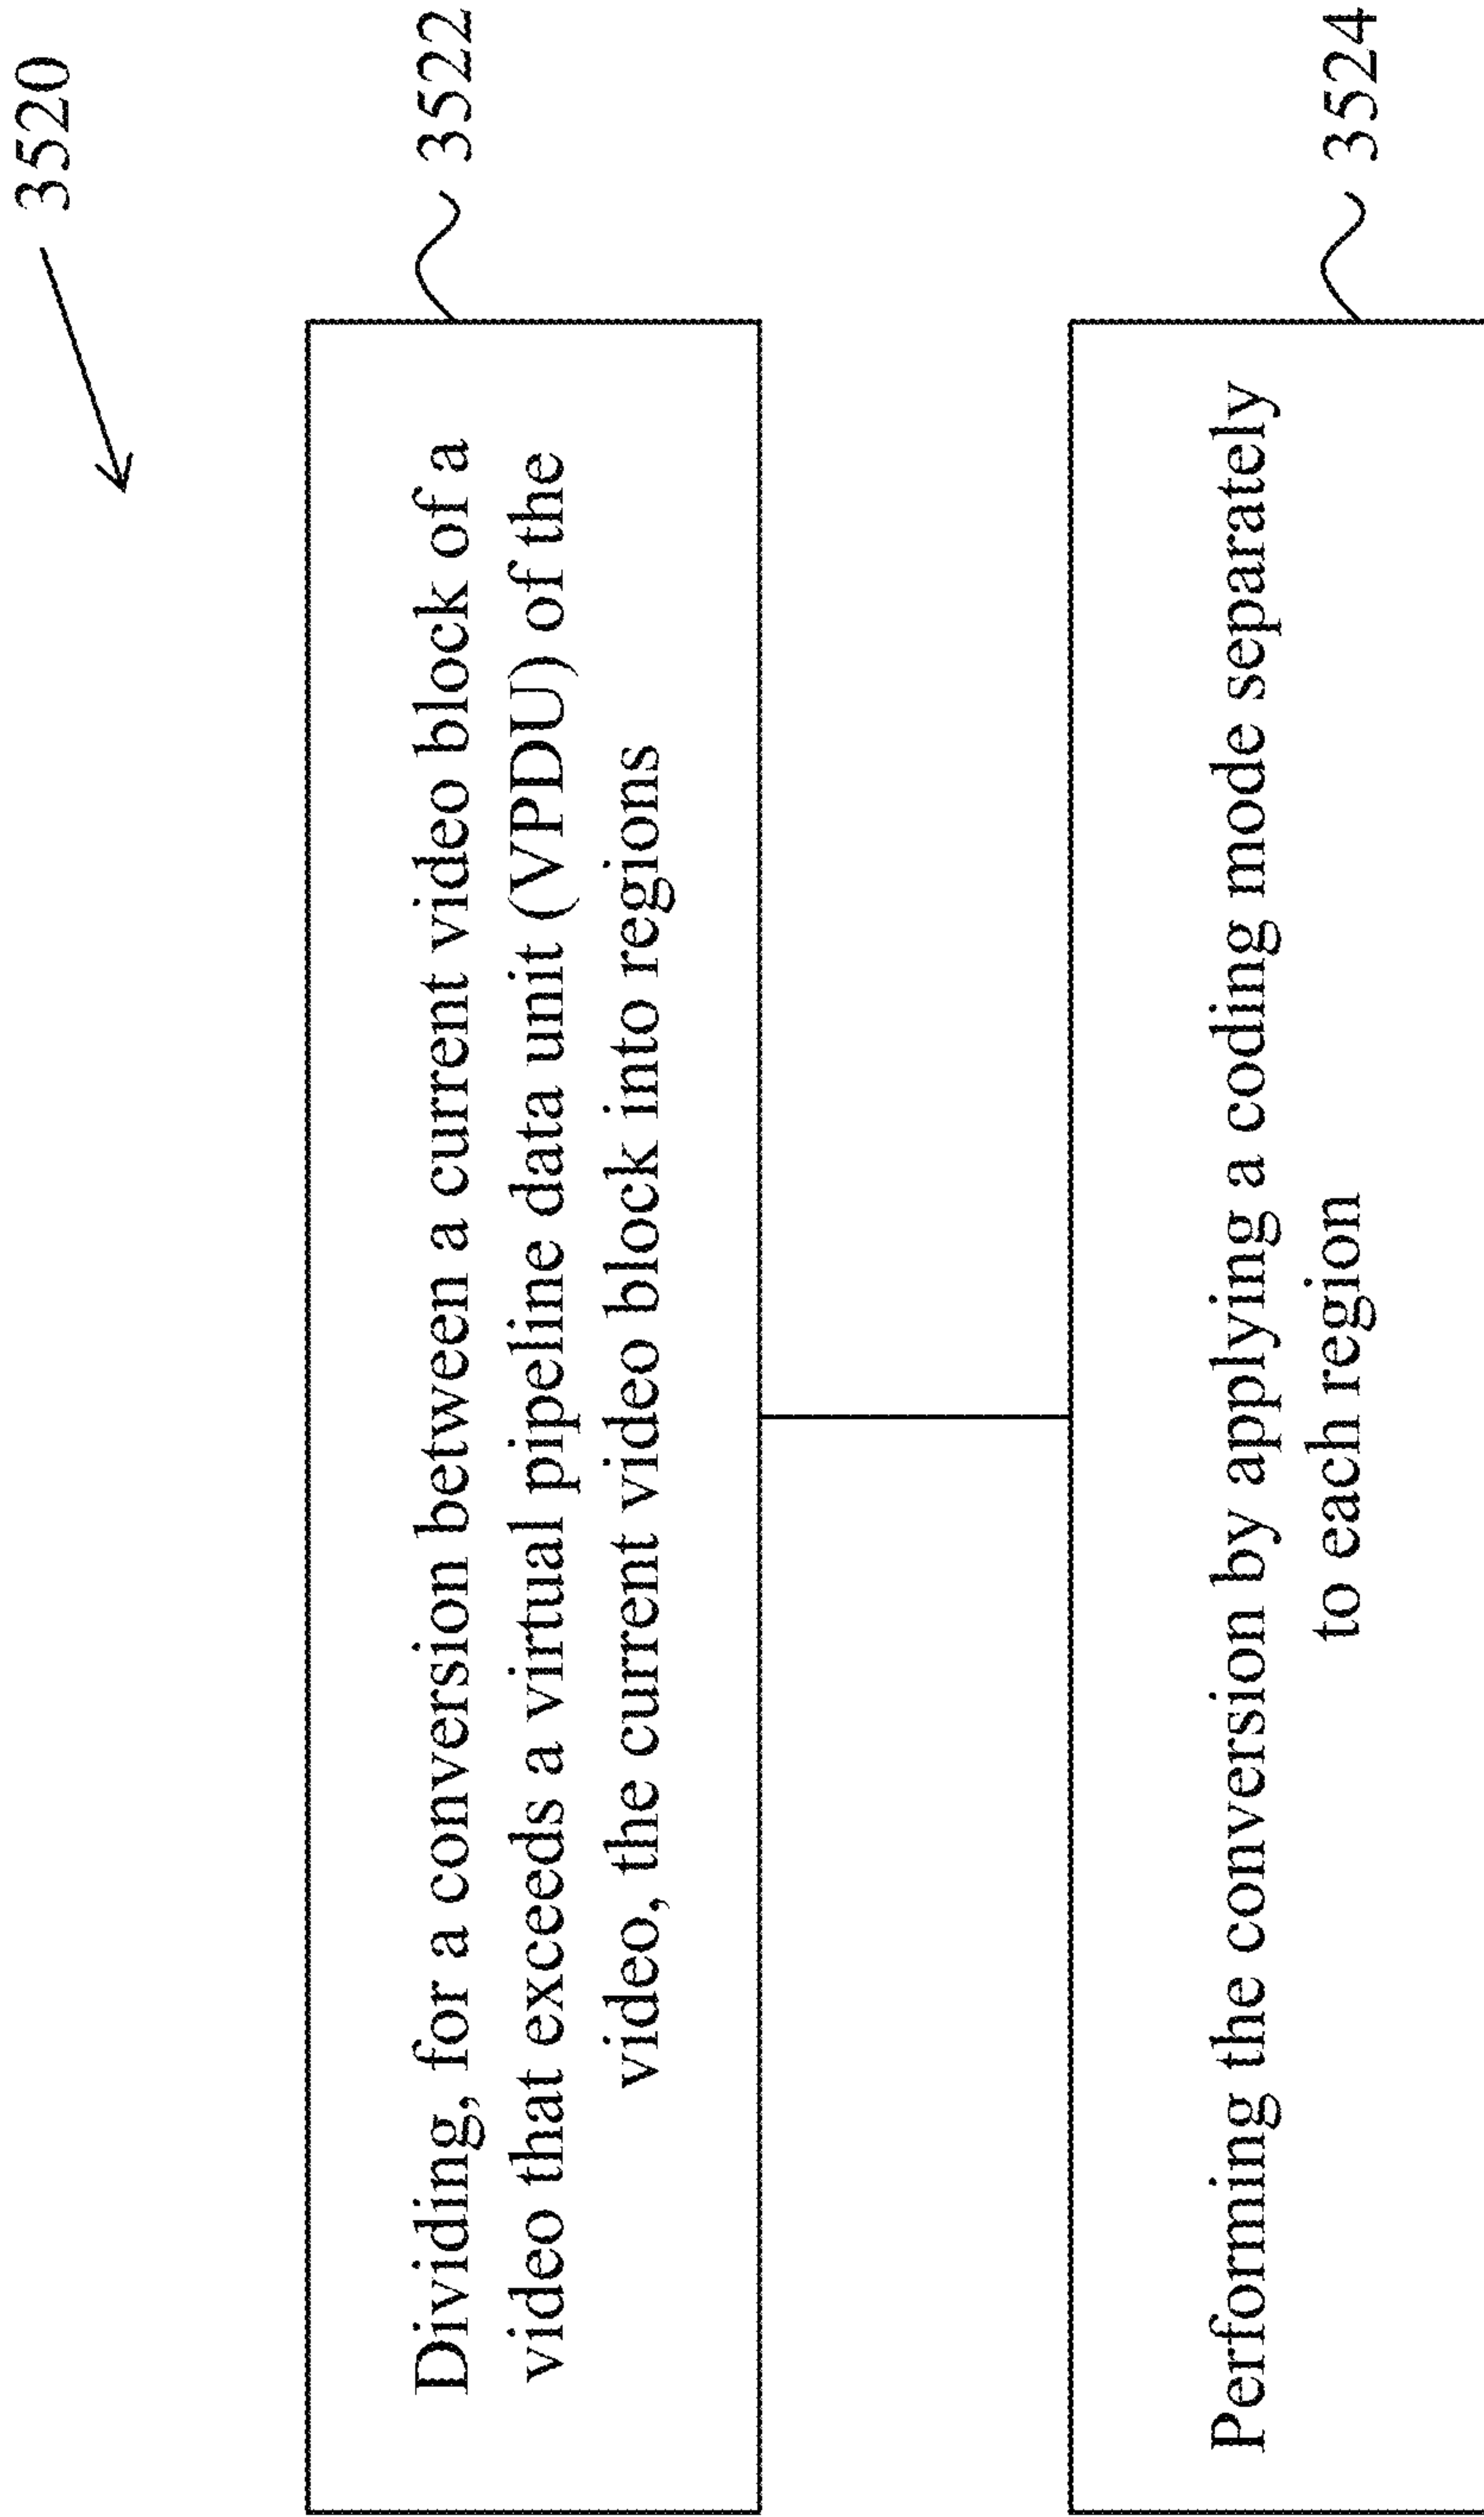 3520
Dividing, for a conversion between a current video block of a
video that exceeds a virtual pipeline data unit (VPDU) of the
video, the current video block into regions
3522
Performing the conversion by applying a coding mode separately
to each region
3524